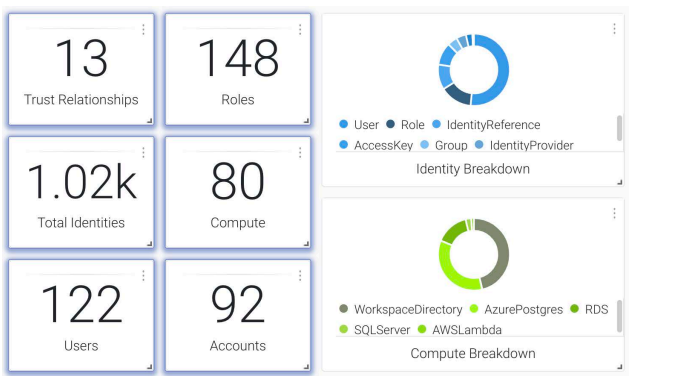 13
Trust Relationships
148
Roles
1.02k
Total Identities
80
Compute
122
Users
92
Accounts
User Role IdentityReference
AccessKey Group IdentityProvider
Identity Breakdown
WorkspaceDirectory AzurePostgres RDS
SQLServer AWSLambda
Compute Breakdown